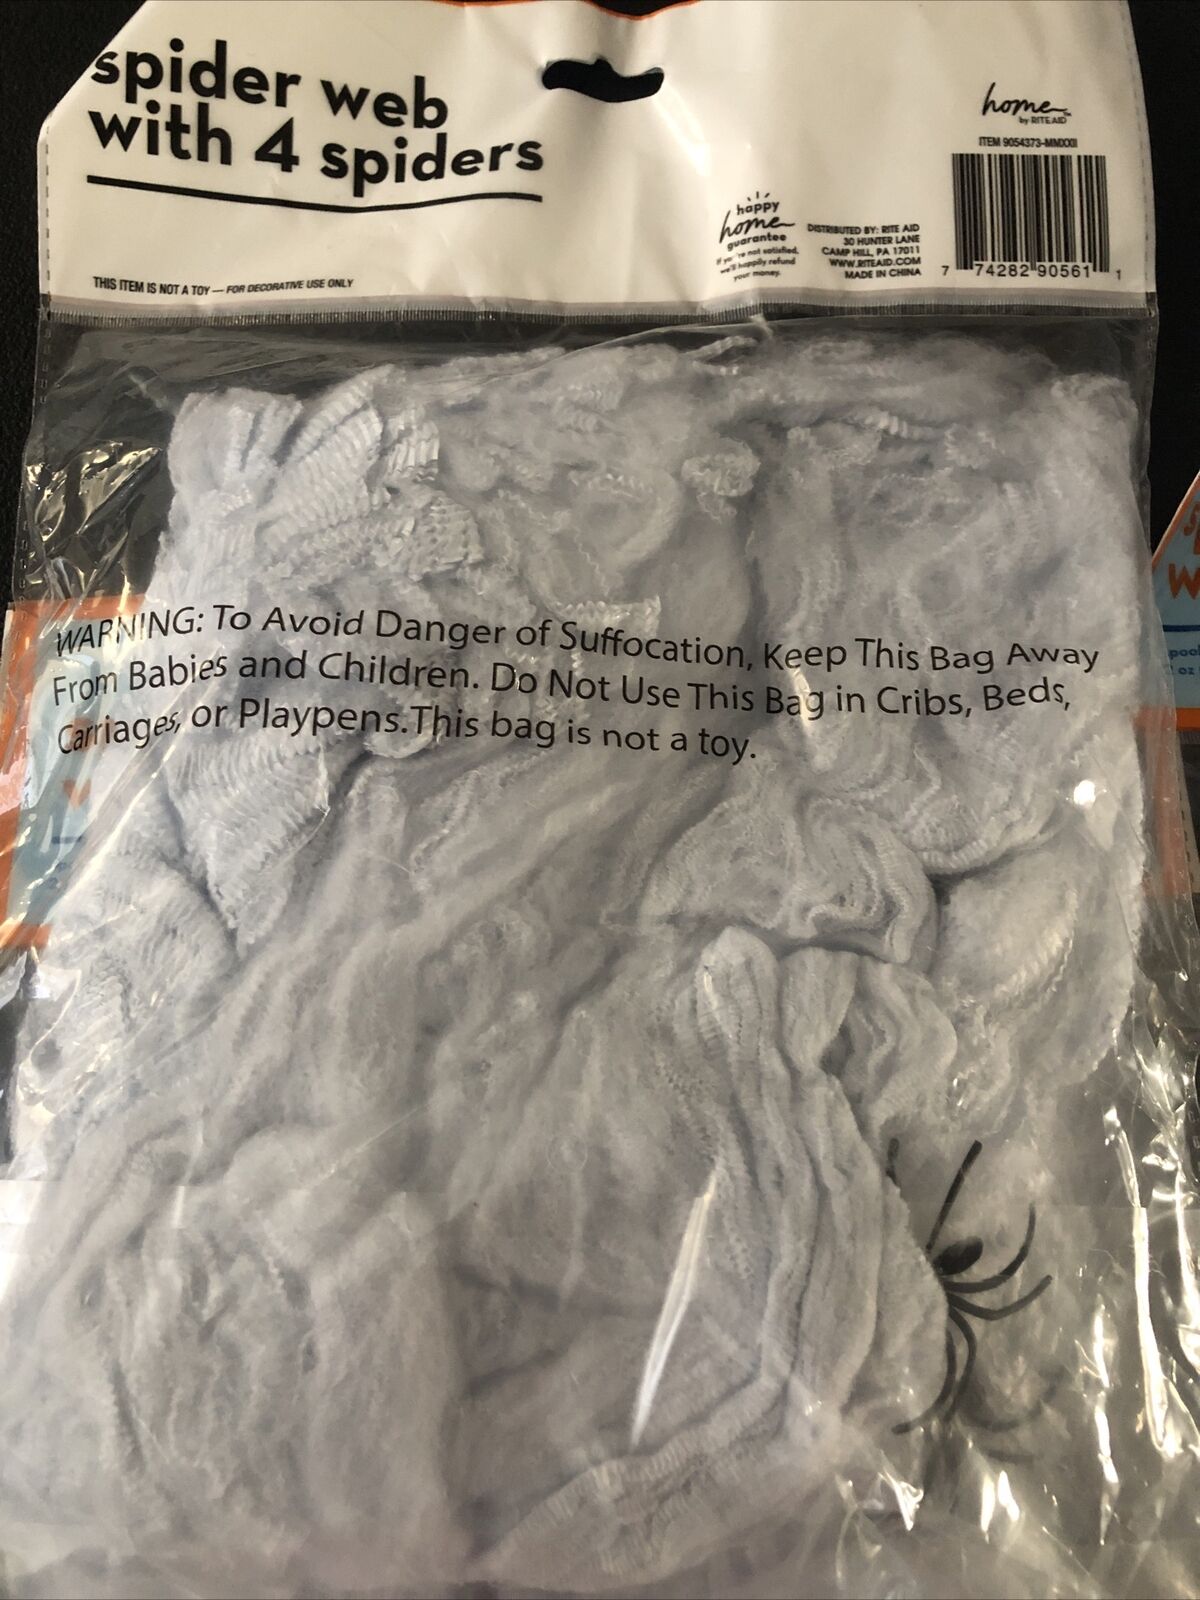 spider web
with 4 spiders
THIS ITEM IS NOT A TOY — FOR DECORATIVE USE ONLY
happy
home
guarantee
If you're not satisfied,
we'll happily refund
your money.
DISTRIBUTED BY: RITE AID
30 HUNTER LANE
CAMP HILL, PA 17011
WWW.RITEAID.COM
MADE IN CHINA
home™
by RITE AID
ITEM 9054373-MMXXII
7 74282 90561 1
WARNING: To Avoid Danger of Suffocation, Keep This Bag Away
From Babies and Children. Do Not Use This Bag in Cribs, Beds,
Carriages, or Playpens.This bag is not a toy.
oz